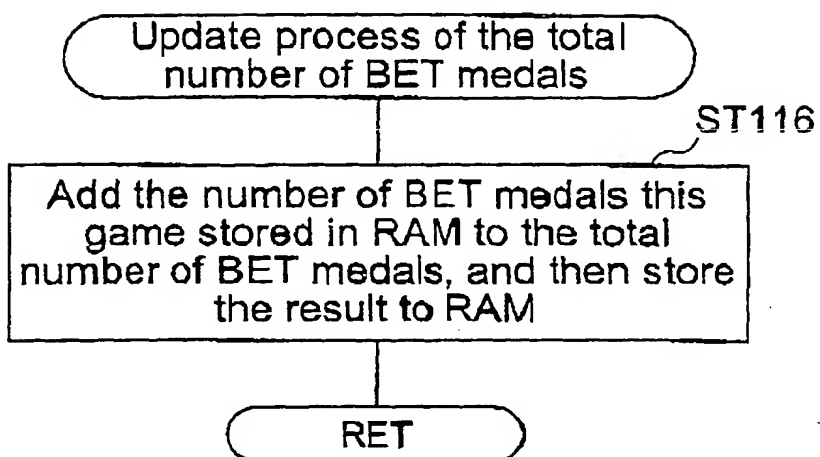 Update process of the total
number of BET medals
ST116
Add the number of BET medals this
game stored in RAM to the total
number of BET medals, and then store
the result to RAM
RET